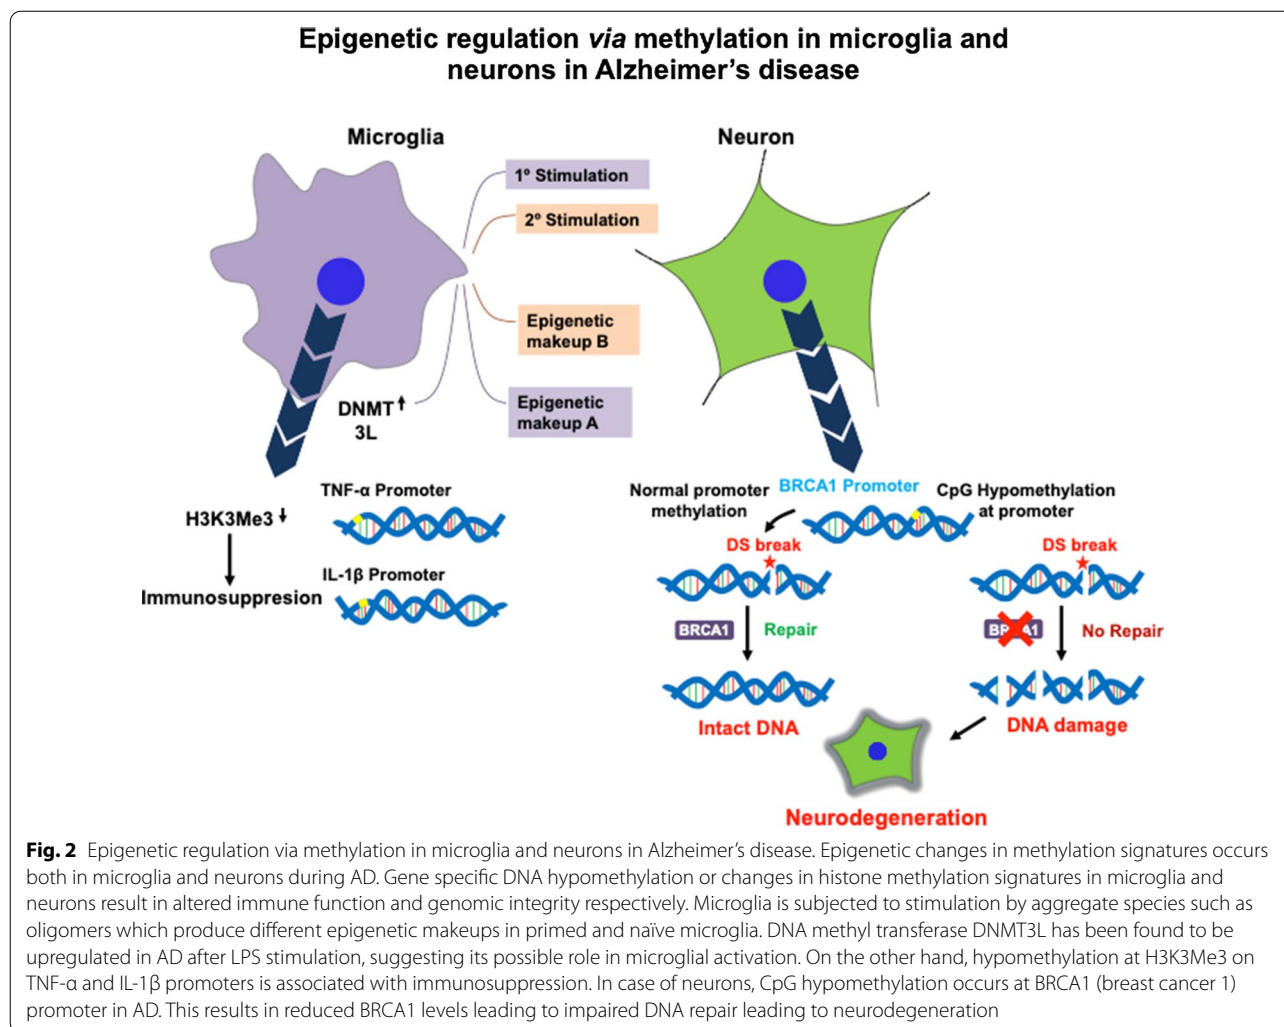 Epigenetic regulation via methylation in microglia and
neurons in Alzheimer's disease
Microglia
Neuron
1º Stimulation
2º Stimulation
Epigenetic
makeup B
Epigenetic
makeup A
DNMT↑
3L
H3K3Me3↓
Immunosuppresion
TNF-α Promoter
IL-1β Promoter
Normal promoter
methylation
BRCA1 Promoter
CpG Hypomethylation
at promoter
DS break
DS break
BRCA1
Repair
BRCA1
No Repair
Intact DNA
DNA damage
Neurodegeneration
Fig. 2 Epigenetic regulation via methylation in microglia and neurons in Alzheimer's disease. Epigenetic changes in methylation signatures occurs
both in microglia and neurons during AD. Gene specific DNA hypomethylation or changes in histone methylation signatures in microglia and
neurons result in altered immune function and genomic integrity respectively. Microglia is subjected to stimulation by aggregate species such as
oligomers which produce different epigenetic makeups in primed and naïve microglia. DNA methyl transferase DNMT3L has been found to be
upregulated in AD after LPS stimulation, suggesting its possible role in microglial activation. On the other hand, hypomethylation at H3K3Me3 on
TNF-α and IL-1β promoters is associated with immunosuppression. In case of neurons, CpG hypomethylation occurs at BRCA1 (breast cancer 1)
promoter in AD. This results in reduced BRCA1 levels leading to impaired DNA repair leading to neurodegeneration